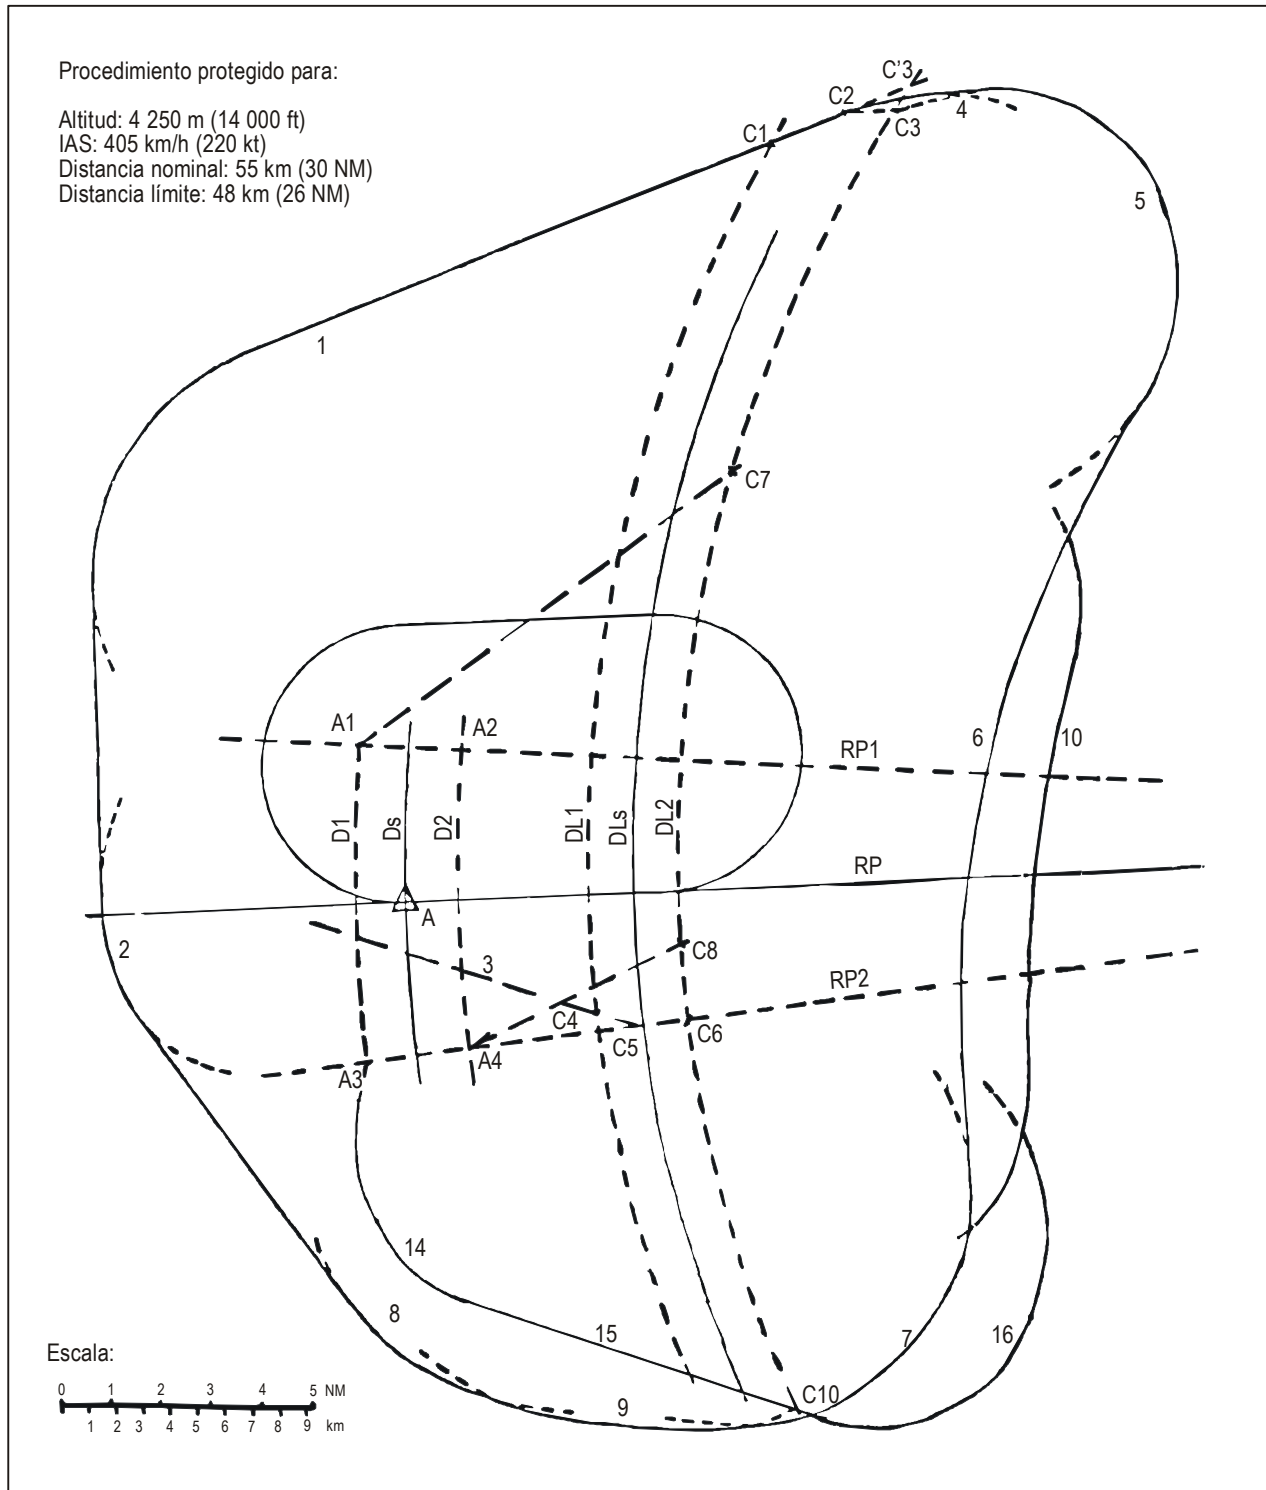 Procedimiento protegido para:
Altitud: 4 250 m (14 000 ft)
IAS: 405 km/h (220 kt)
Distancia nominal: 55 km (30 NM)
Distancia límite: 48 km (26 NM)
C'3
C2
4
C3
C1
5
1
C7
A1
A2
6
10
RP1
D1
Ds
D2
DL1
DLs
DL2
RP
A
2
3
C8
RP2
C4
C5
C6
A4
A3
14
8
15
7
16
Escala:
0 1 2 3 4 5 NM
1 2 3 4 5 6 7 8 9 km
C10
9